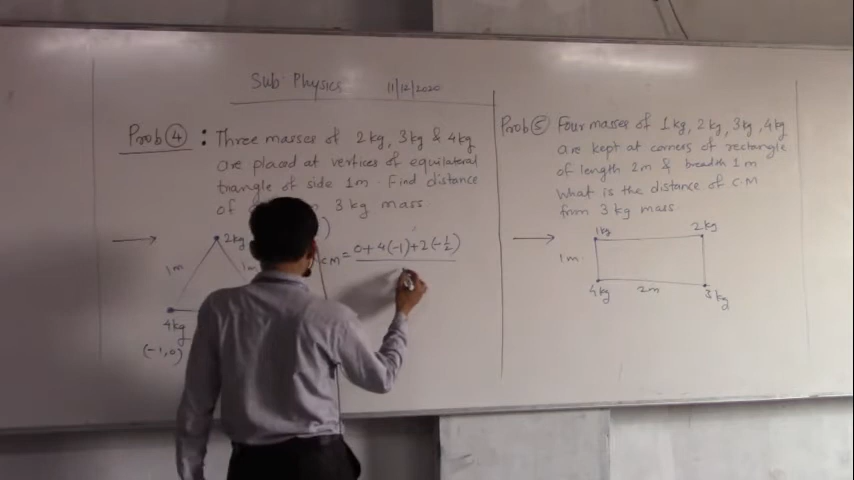 Sub Physics 11/12/2020
Prob 4 : Three masses of 2kg, 3kg & 4kg
are placed at vertices of equilateral
triangle of side 1m. Find distance
of 3 kg mass
2kg
1m 1m
4kg
(-1,0)
CM = 0+4(-1)+2(-1/2)
Prob 5 Four masses of 1kg, 2kg, 3kg, 4kg
are kept at corners of rectangle
of length 2m & breadth 1m
What is the distance of C.M
from 3 kg mass.
1kg 2kg
1m
4kg 2m 3kg